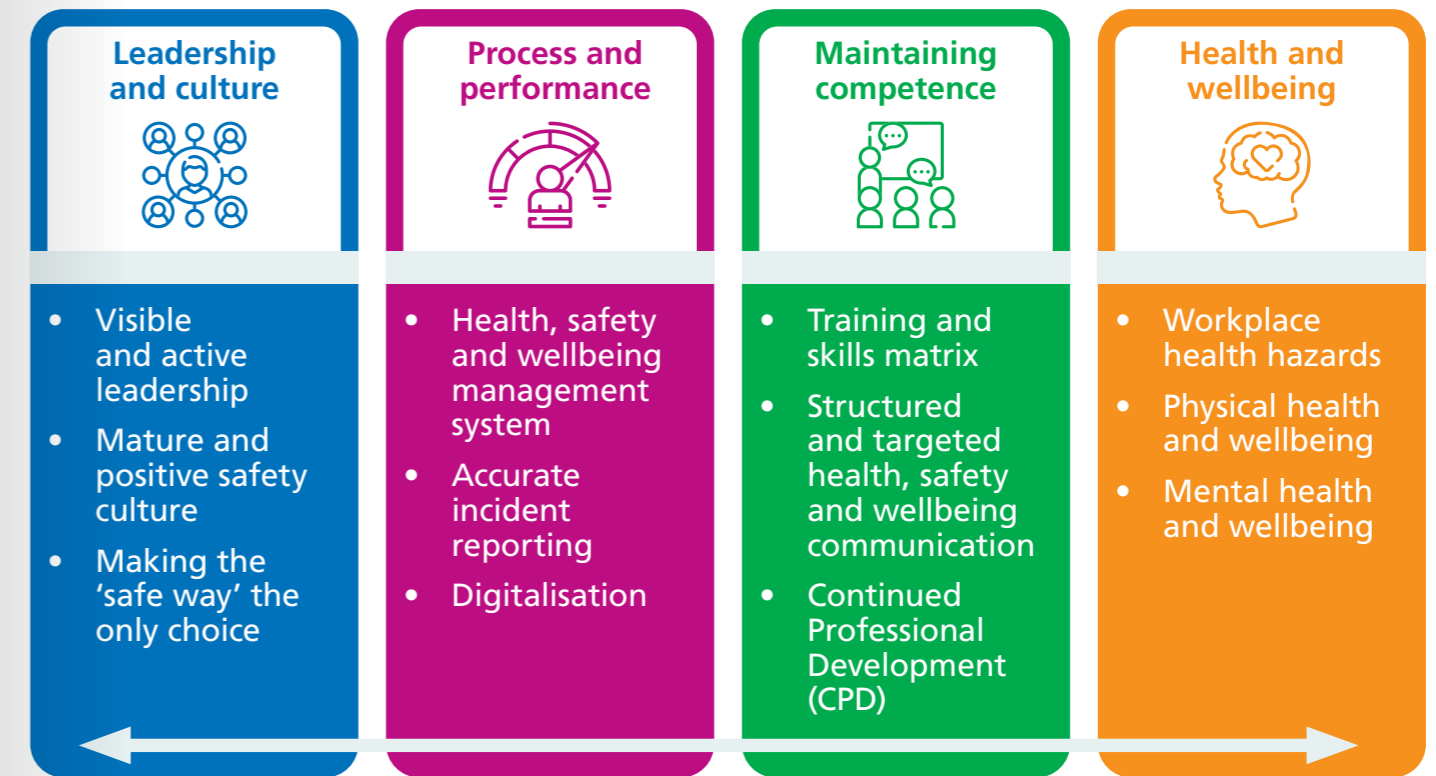 Leadership
and culture
• Visible
and active
leadership
• Mature and
positive safety
culture
• Making the
‘safe way’ the
only choice
Process and
performance
• Health, safety
and wellbeing
management
system
• Accurate
incident
reporting
• Digitalisation
Maintaining
competence
• Training and
skills matrix
• Structured
and targeted
health, safety
and wellbeing
communication
• Continued
Professional
Development
(CPD)
Health and
wellbeing
• Workplace
health hazards
• Physical health
and wellbeing
• Mental health
and wellbeing